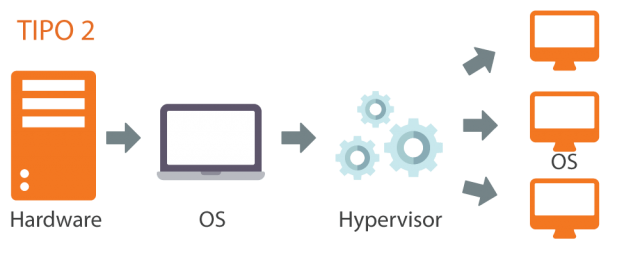 TIPO 2
Hardware
OS
Hypervisor
OS